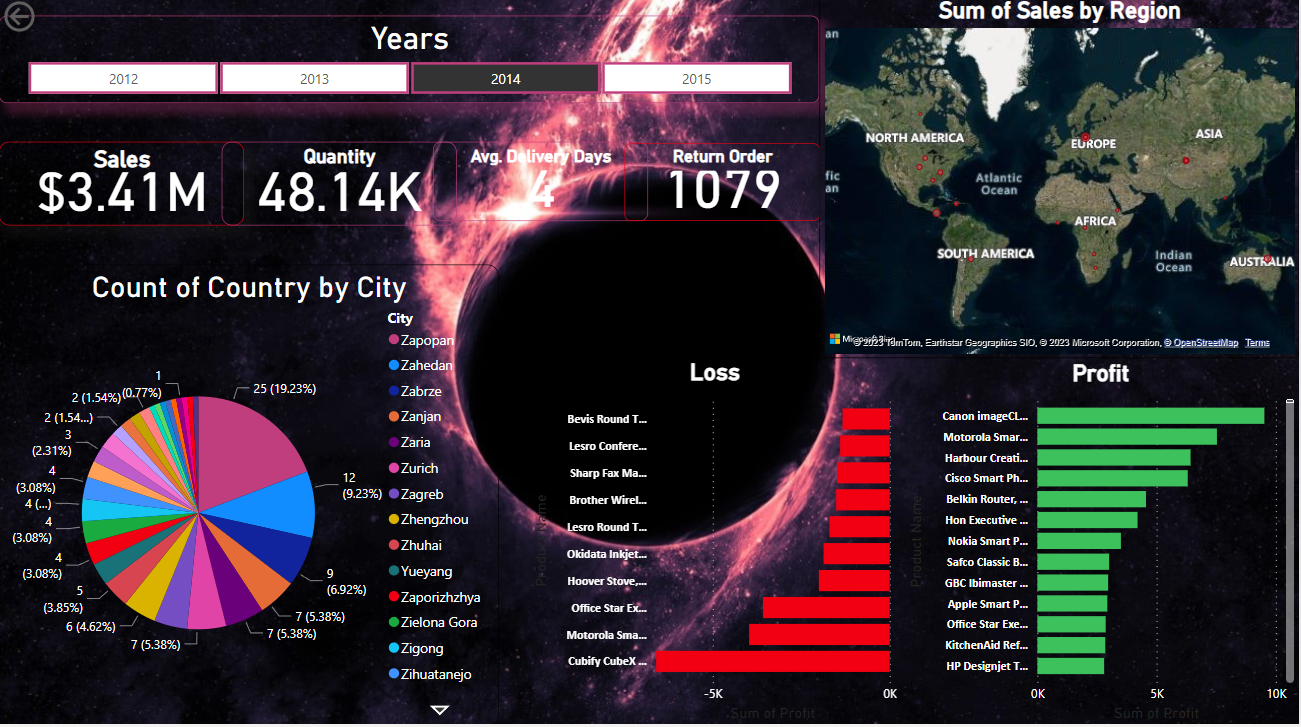 Years
2012
2013
2014
2015
Sales
$3.41M
Quantity
48.14K
Avg. Delivery Days
4
Return Order
1079
Sum of Sales by Region
an
NORTH AMERICA
EUROPE
ASIA
fic
an
Atlantic
Ocean
AFRICA
SOUTH AMERICA
Indian
Ocean
AUSTRALIA
© 2023 TomTom, Earthstar Geographics SIO, © 2023 Microsoft Corporation, © OpenStreetMap Terms
Count of Country by City
City
Zapopan
Zahedan
Zabrze
Zanjan
Zaria
Zurich
Zagreb
Zhengzhou
Zhuhai
Yueyang
Zaporizhzhya
Zielona Gora
Zigong
Zihuatanejo
25 (19.23%)
12
(9.23%)
9
(6.92%)
7 (5.38%)
7 (5.38%)
7 (5.38%)
6 (4.62%)
5
(3.85%)
4
(3.08%)
4
(3.08%)
4 (...)
4
(3.08%)
3
(2.31%)
2 (1.54...)
2 (1.54%)
1
(0.77%)
Loss
Product Name
Bevis Round T...
Lesro Confere...
Sharp Fax Ma...
Brother Wirel...
Lesro Round T...
Okidata Inkjet...
Hoover Stove,...
Office Star Ex...
Motorola Sma...
Cubify CubeX ...
-5K
0K
Sum of Profit
Profit
Product Name
Canon imageCL...
Motorola Smar...
Harbour Creati...
Cisco Smart Ph...
Belkin Router, ...
Hon Executive ...
Nokia Smart P...
Safco Classic B...
GBC Ibimaster ...
Apple Smart P...
Office Star Exe...
KitchenAid Ref...
HP Designjet T...
0K
5K
10K
Sum of Profit